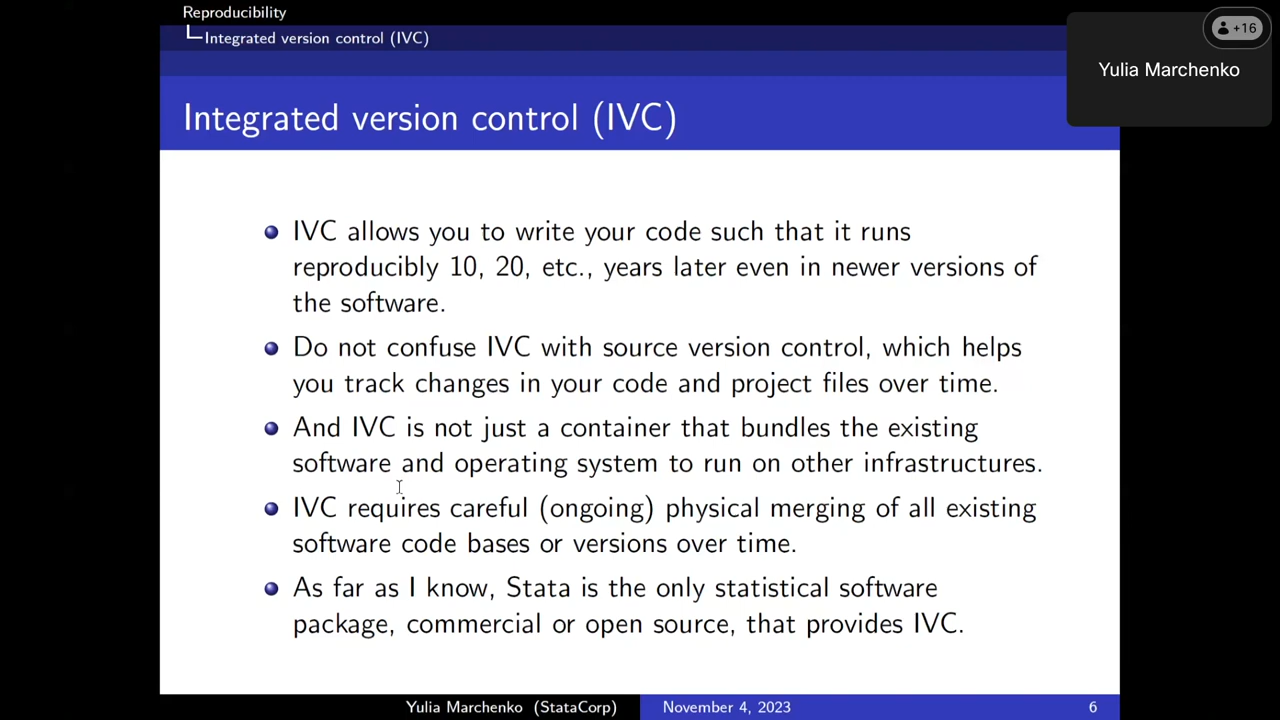 Reproducibility
Integrated version control (IVC)
+16
Yulia Marchenko
Integrated version control (IVC)
IVC allows you to write your code such that it runs
reproducibly 10, 20, etc., years later even in newer versions of
the software.
Do not confuse IVC with source version control, which helps
you track changes in your code and project files over time.
And IVC is not just a container that bundles the existing
software and operating system to run on other infrastructures.
IVC requires careful (ongoing) physical merging of all existing
software code bases or versions over time.
As far as I know, Stata is the only statistical software
package, commercial or open source, that provides IVC.
Yulia Marchenko (StataCorp)
November 4, 2023
6